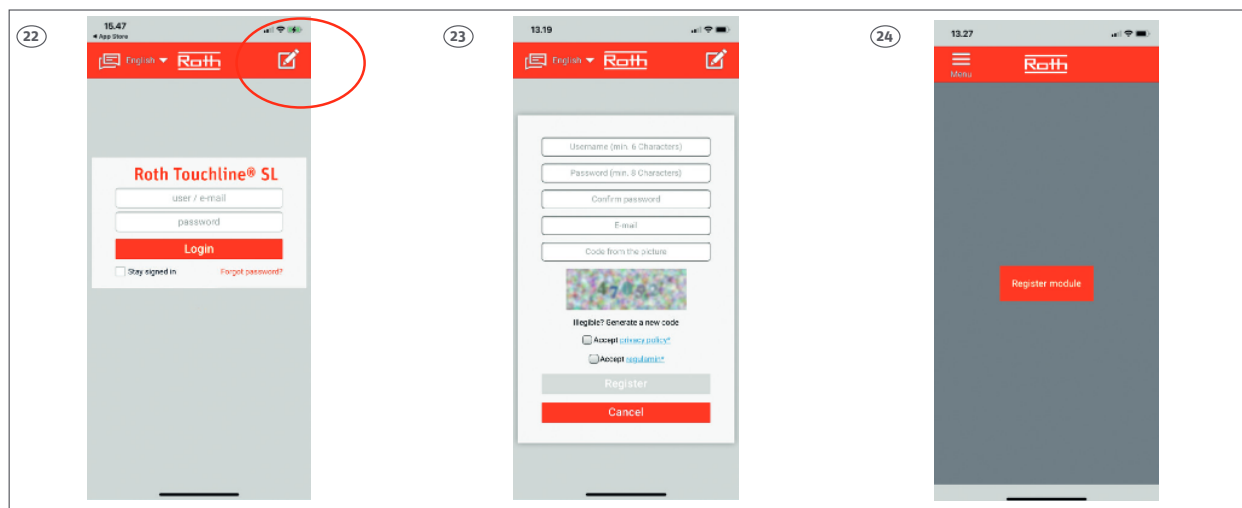 22
15.47
App Store
English
Roth
Roth Touchline® SL
user / e-mail
password
Login
Stay signed in
Forgot password?
23
13.19
English
Roth
Username (min. 6 Characters)
Password (min. 8 Characters)
Confirm password
E-mail
Code from the picture
Illegible? Generate a new code
Accept privacy policy*
Accept regulamin*
Register
Cancel
24
13.27
Menu
Roth
Register module